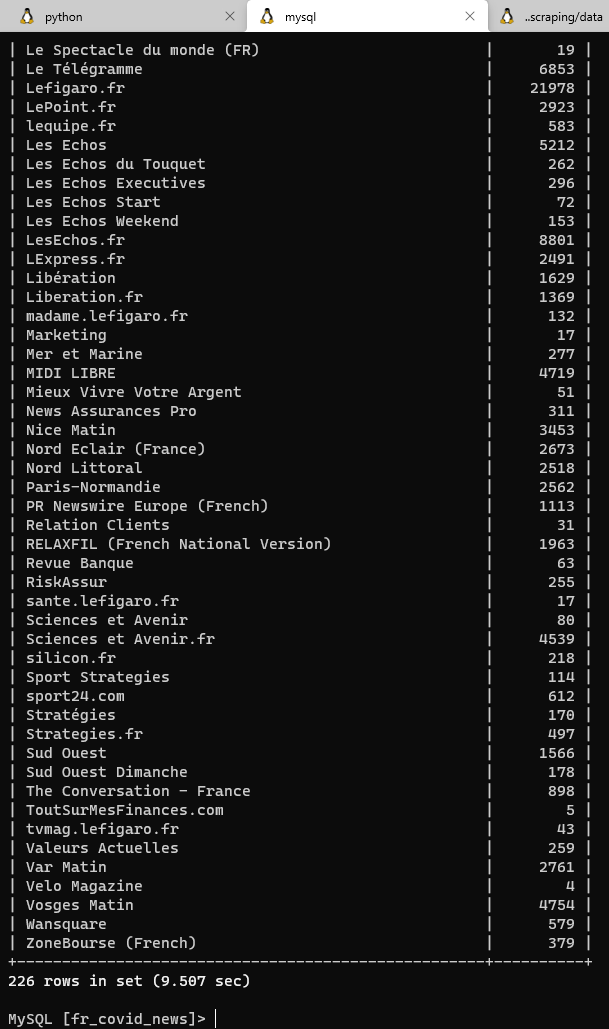 python mysql ..scraping/data
| Le Spectacle du monde (FR) | 19 |
| Le Télégramme | 6853 |
| Lefigaro.fr | 21978 |
| LePoint.fr | 2923 |
| lequipe.fr | 583 |
| Les Echos | 5212 |
| Les Echos du Touquet | 262 |
| Les Echos Executives | 296 |
| Les Echos Start | 72 |
| Les Echos Weekend | 153 |
| LesEchos.fr | 8801 |
| LExpress.fr | 2491 |
| Libération | 1629 |
| Liberation.fr | 1369 |
| madame.lefigaro.fr | 132 |
| Marketing | 17 |
| Mer et Marine | 277 |
| MIDI LIBRE | 4719 |
| Mieux Vivre Votre Argent | 51 |
| News Assurances Pro | 311 |
| Nice Matin | 3453 |
| Nord Eclair (France) | 2673 |
| Nord Littoral | 2518 |
| Paris-Normandie | 2562 |
| PR Newswire Europe (French) | 1113 |
| Relation Clients | 31 |
| RELAXFIL (French National Version) | 1963 |
| Revue Banque | 63 |
| RiskAssur | 255 |
| sante.lefigaro.fr | 17 |
| Sciences et Avenir | 80 |
| Sciences et Avenir.fr | 4539 |
| silicon.fr | 218 |
| Sport Strategies | 114 |
| sport24.com | 612 |
| Stratégies | 170 |
| Strategies.fr | 497 |
| Sud Ouest | 1566 |
| Sud Ouest Dimanche | 178 |
| The Conversation - France | 898 |
| ToutSurMesFinances.com | 5 |
| tvmag.lefigaro.fr | 43 |
| Valeurs Actuelles | 259 |
| Var Matin | 2761 |
| Velo Magazine | 4 |
| Vosges Matin | 4754 |
| Wansquare | 579 |
| ZoneBourse (French) | 379 |
+----------------------------------------------------+----------+
226 rows in set (9.507 sec)
MySQL [fr_covid_news]>